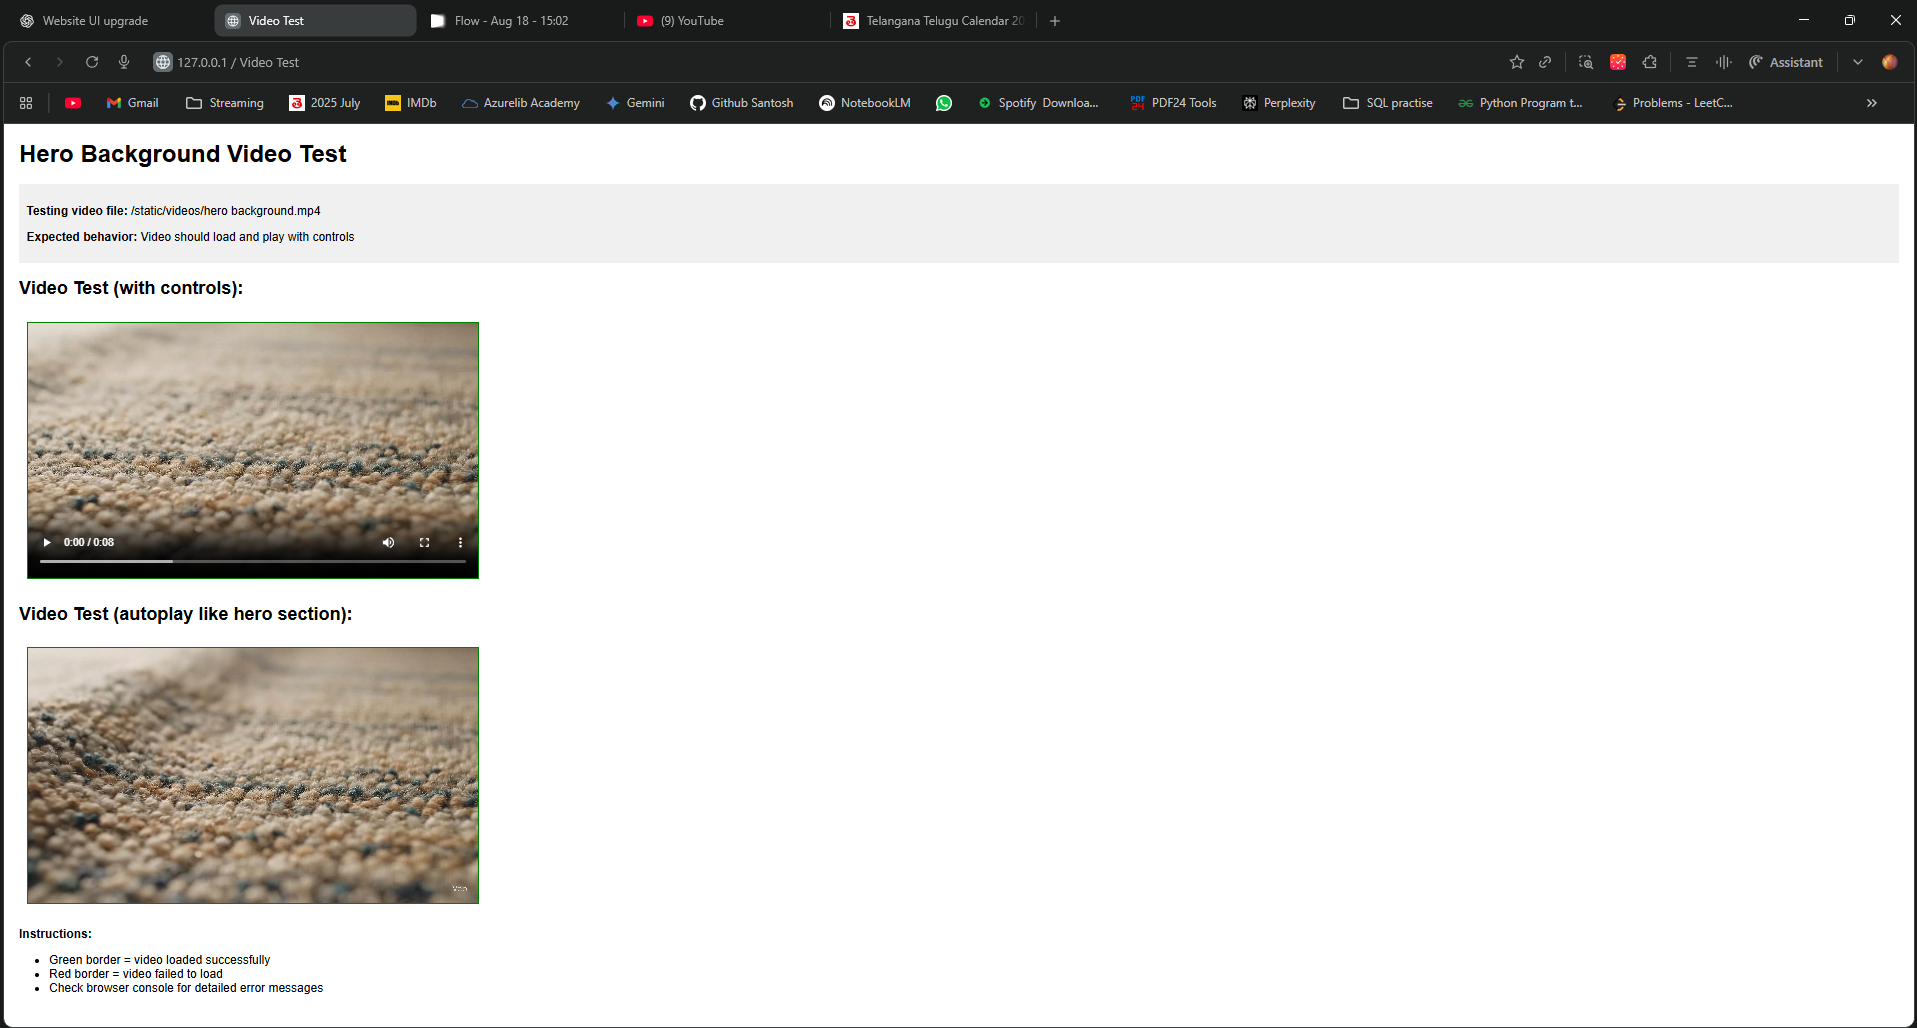 Website UI upgrade
Video Test
Flow - Aug 18 - 15:02
(9) YouTube
Telangana Telugu Calendar 20
127.0.0.1 / Video Test
Assistant
Gmail
Streaming
2025 July
IMDb
Azurelib Academy
Gemini
Github Santosh
NotebookLM
Spotify Downloa...
PDF24 Tools
Perplexity
SQL practise
Python Program t...
Problems - LeetC...
Hero Background Video Test
Testing video file: /static/videos/hero background.mp4
Expected behavior: Video should load and play with controls
Video Test (with controls):
0:00 / 0:08
Video Test (autoplay like hero section):
Veo
Instructions:
Green border = video loaded successfully
Red border = video failed to load
Check browser console for detailed error messages